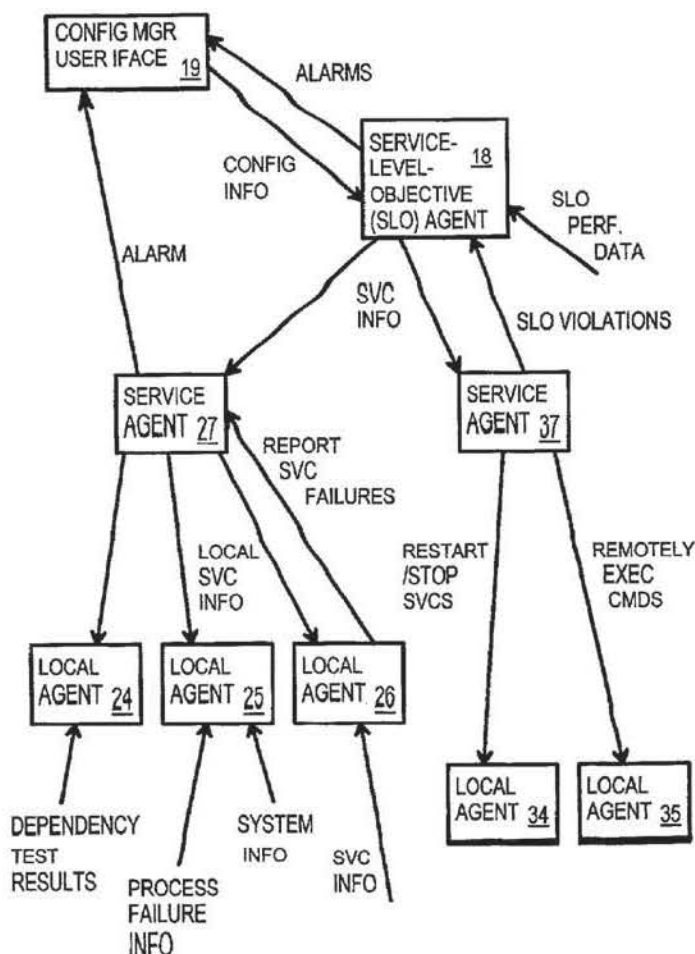 CONFIG MGR
USER IFACE 19
ALARMS
SERVICE-
LEVEL- 18
OBJECTIVE
(SLO) AGENT
CONFIG
INFO
SLO
PERF.
DATA
ALARM
SVC
INFO
SLO VIOLATIONS
SERVICE
AGENT 27
SERVICE
AGENT 37
REPORT
SVC
FAILURES
LOCAL
SVC
INFO
RESTART
/STOP
SVCS
REMOTELY
EXEC
CMDS
LOCAL
AGENT 24
LOCAL
AGENT 25
LOCAL
AGENT 26
LOCAL
AGENT 34
LOCAL
AGENT 35
DEPENDENCY
TEST
RESULTS
PROCESS
FAILURE
INFO
SYSTEM
INFO
SVC
INFO